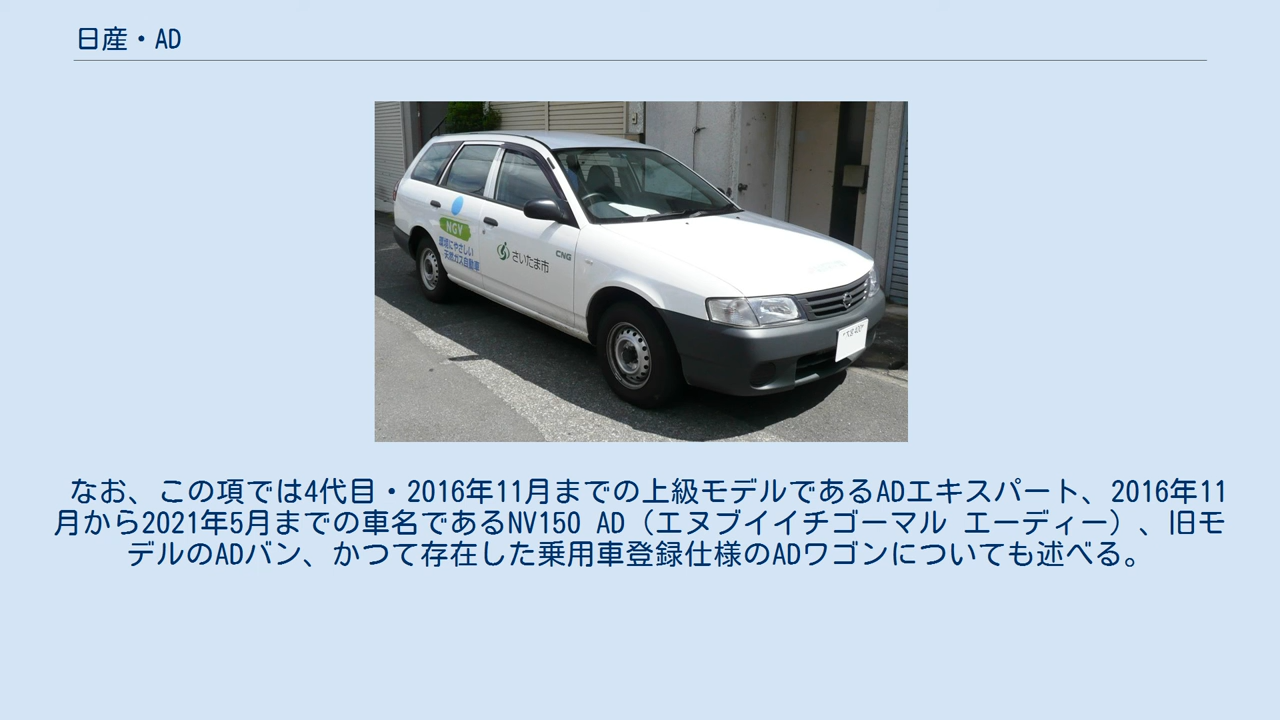 日産・AD
NGV
環境にやさしい
天然ガス自動車
さいたま市
CNG
なお、この項では4代目・2016年11月までの上級モデルであるADエキスパート、2016年11
月から2021年5月までの車名であるNV150 AD（エヌブイイチゴーマル エーディー）、旧モ
デルのADバン、かつて存在した乗用車登録仕様のADワゴンについても述べる。